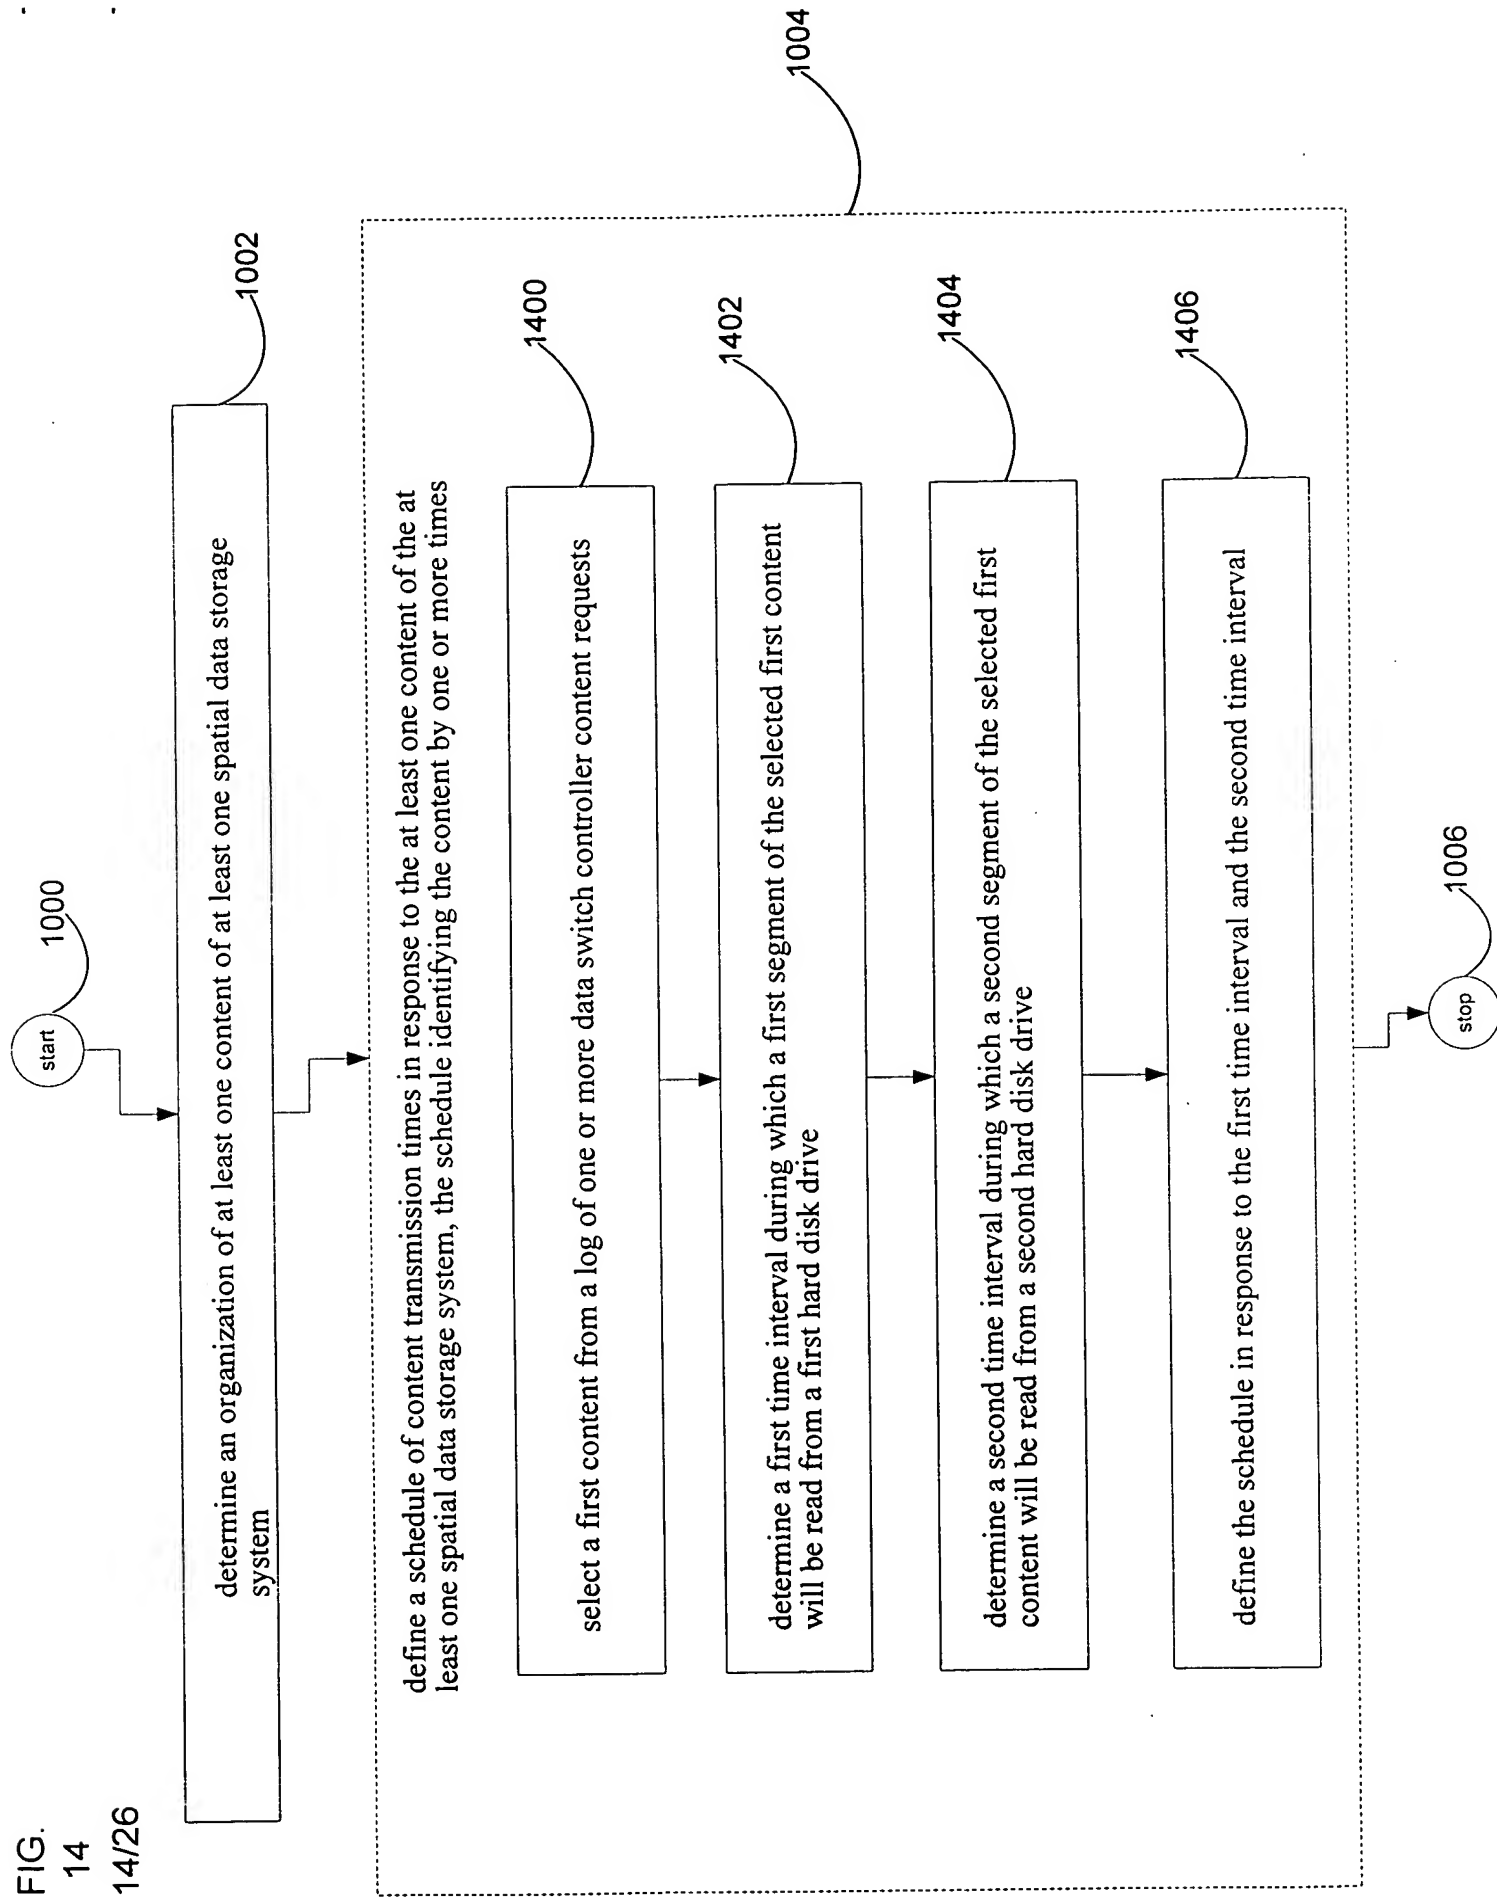 FIG.
14
14/26
start
1000
determine an organization of at least one content of at least one spatial data storage
system
1002
1004
define a schedule of content transmission times in response to the at least one content of the at
least one spatial data storage system, the schedule identifying the content by one or more times
select a first content from a log of one or more data switch controller content requests
1400
determine a first time interval during which a first segment of the selected first content
will be read from a first hard disk drive
1402
determine a second time interval during which a second segment of the selected first
content will be read from a second hard disk drive
1404
define the schedule in response to the first time interval and the second time interval
1406
stop
1006